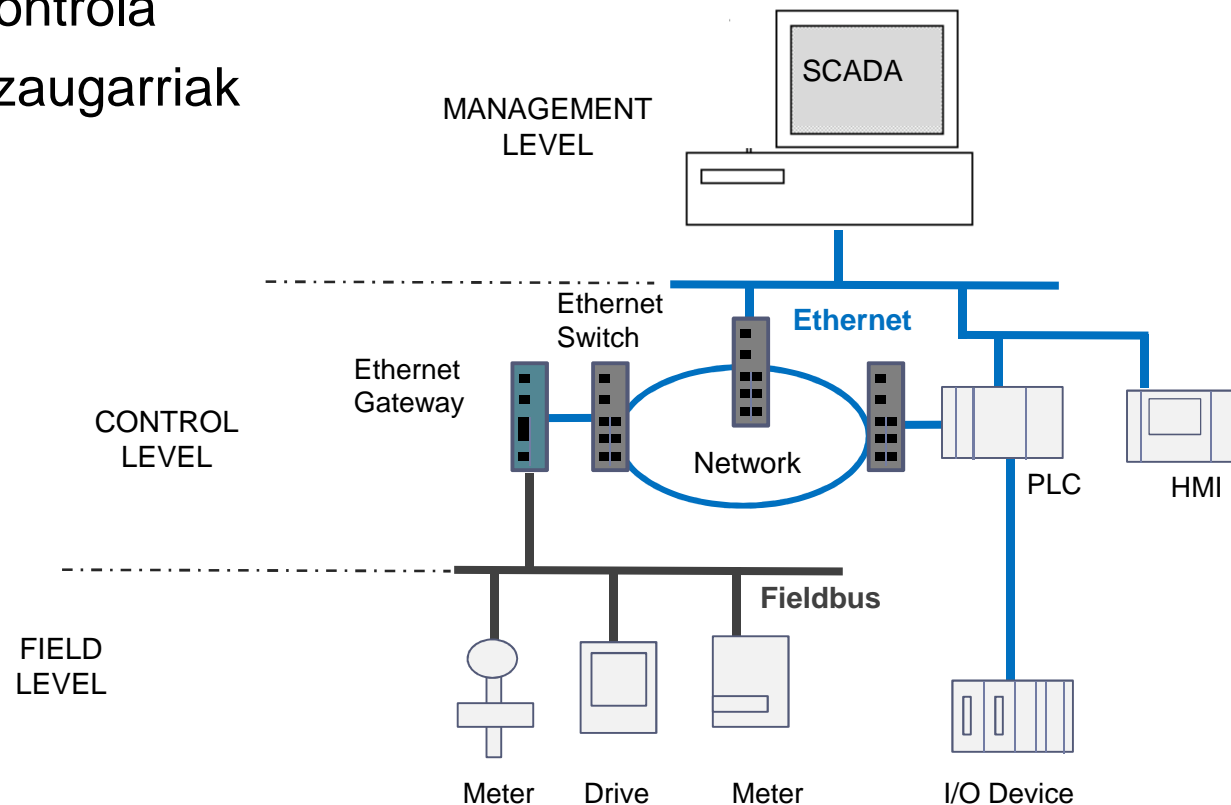 zaugarriak
SCADA
MANAGEMENT
LEVEL
Ethernet
Switch
Ethernet
Ethernet
Gateway
CONTROL
LEVEL
Network
PLC
HMI
Fieldbus
FIELD
LEVEL
Meter
Drive
Meter
I/O Device